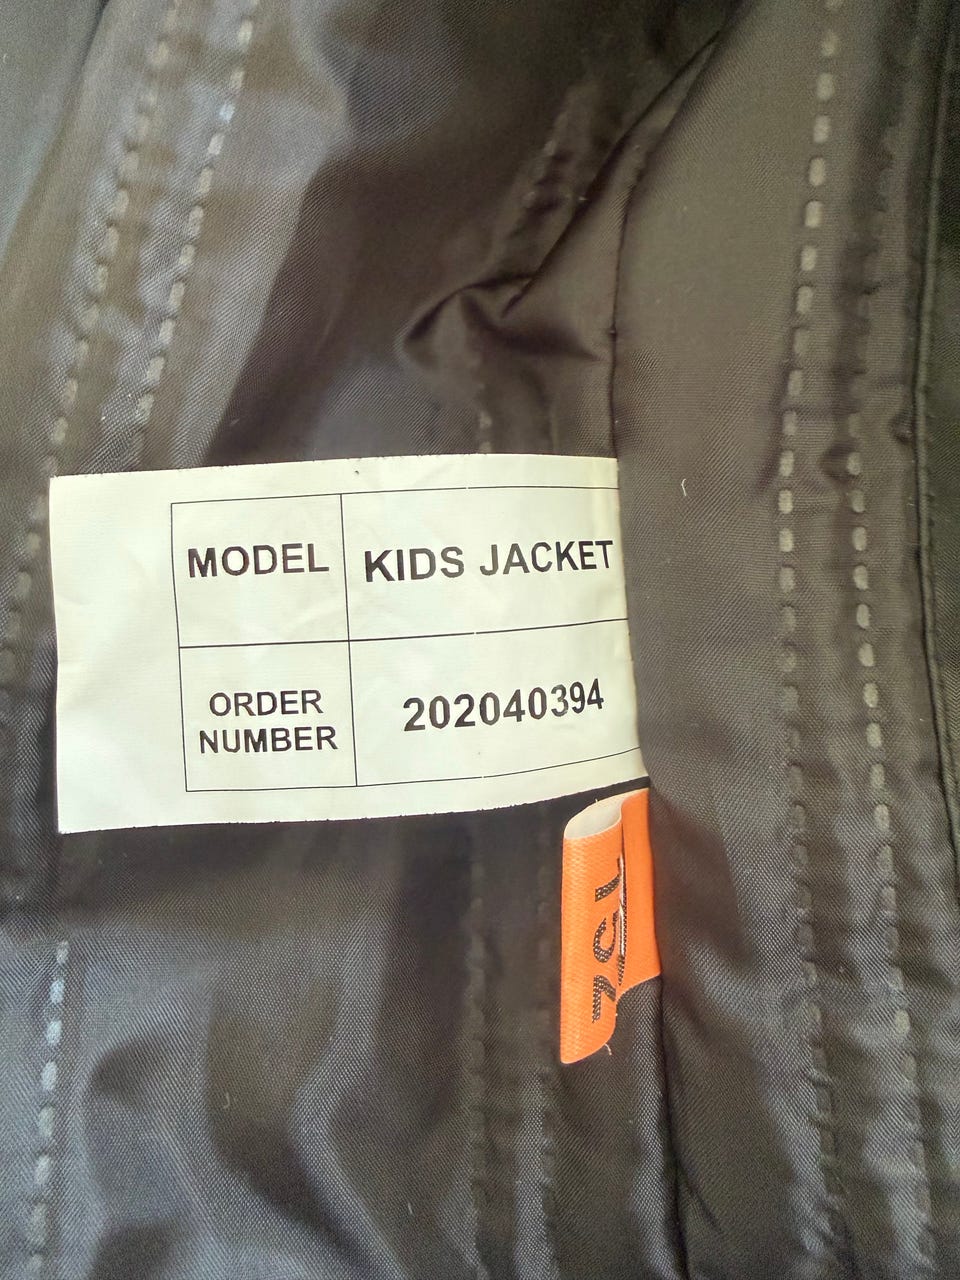 MODEL
KIDS JACKET
ORDER
NUMBER
202040394